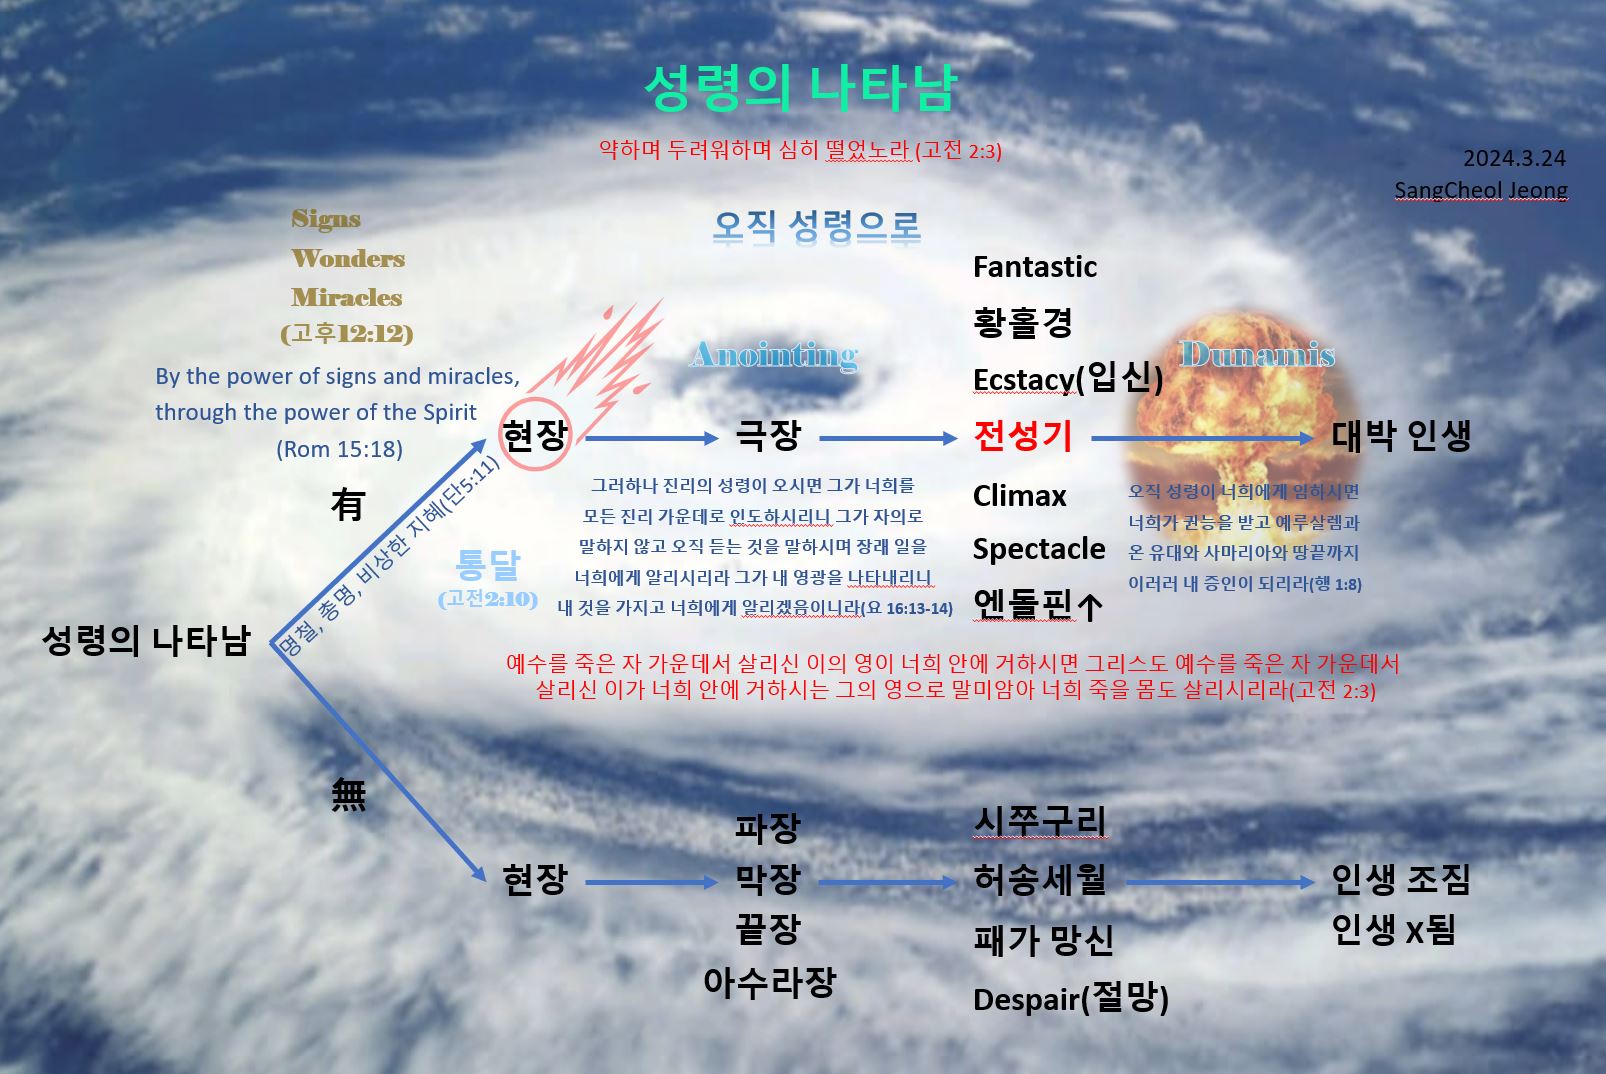 성령의 나타남
약하며 두려워하며 심히 떨었노라 (고전 2:3)
2024.3.24
SangCheol Jeong
오직 성령으로
Signs
Wonders
Miracles
(고후12:12)
By the power of signs and miracles,
through the power of the Spirit
(Rom 15:18)
Fantastic
황홀경
Ecstacy(입신)
Anointing
Dunamis
현장
극장
전성기
대박 인생
有
명철, 총명, 비상한 지혜(단5:11)
통달
(고전2:10)
그러하나 진리의 성령이 오시면 그가 너희를
모든 진리 가운데로 인도하시리니 그가 자의로
말하지 않고 오직 듣는 것을 말하시며 장래 일을
너희에게 알리시리라 그가 내 영광을 나타내리니
내 것을 가지고 너희에게 알리겠음이니라(요 16:13-14)
Climax
Spectacle
엔돌핀↑
오직 성령이 너희에게 임하시면
너희가 권능을 받고 예루살렘과
온 유대와 사마리아와 땅끝까지
이러러 내 증인이 되리라(행 1:8)
성령의 나타남
예수를 죽은 자 가운데서 살리신 이의 영이 너희 안에 거하시면 그리스도 예수를 죽은 자 가운데서
살리신 이가 너희 안에 거하시는 그의 영으로 말미암아 너희 죽을 몸도 살리시리라(고전 2:3)
無
현장
파장
막장
끝장
아수라장
시쭈구리
허송세월
패가 망신
Despair(절망)
인생 조짐
인생 X됨